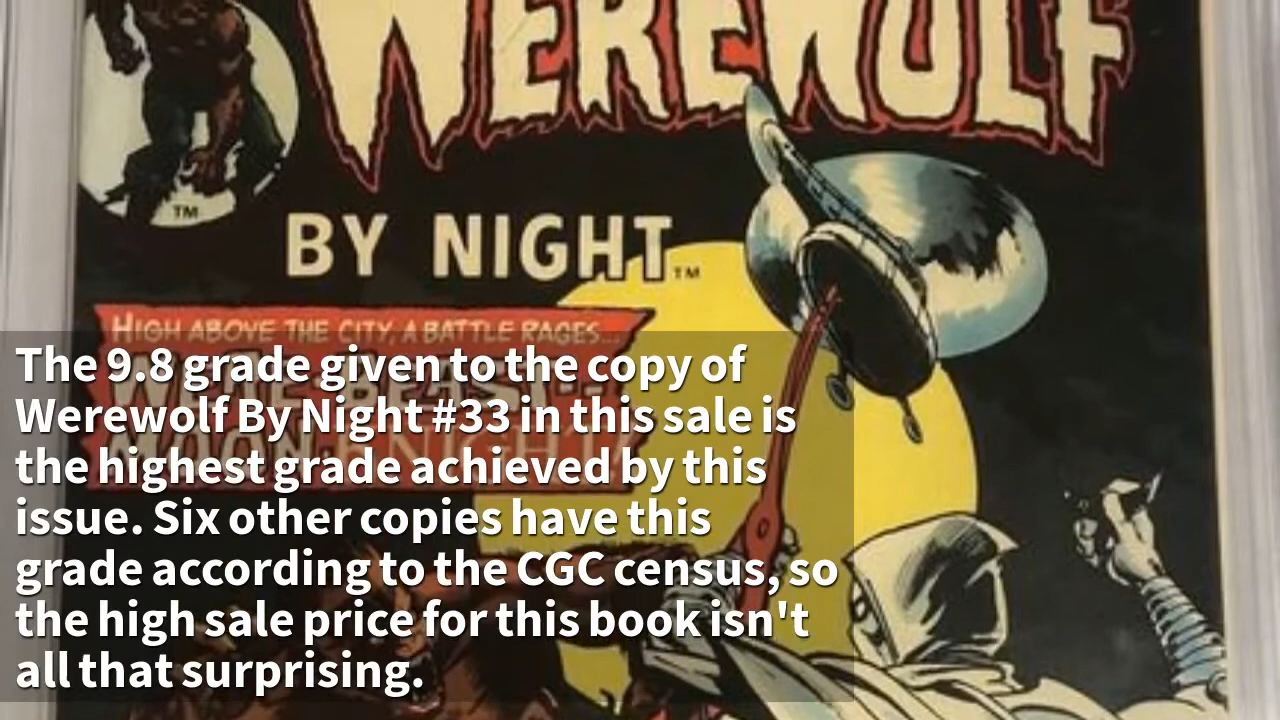 WEREWOLF
TM
BY NIGHT
TM
HIGH ABOVE THE CITY, A BATTLE RAGES...
MOON KNIGHT
The 9.8 grade given to the copy of
Werewolf By Night #33 in this sale is
the highest grade achieved by this
issue. Six other copies have this
grade according to the CGC census, so
the high sale price for this book isn't
all that surprising.